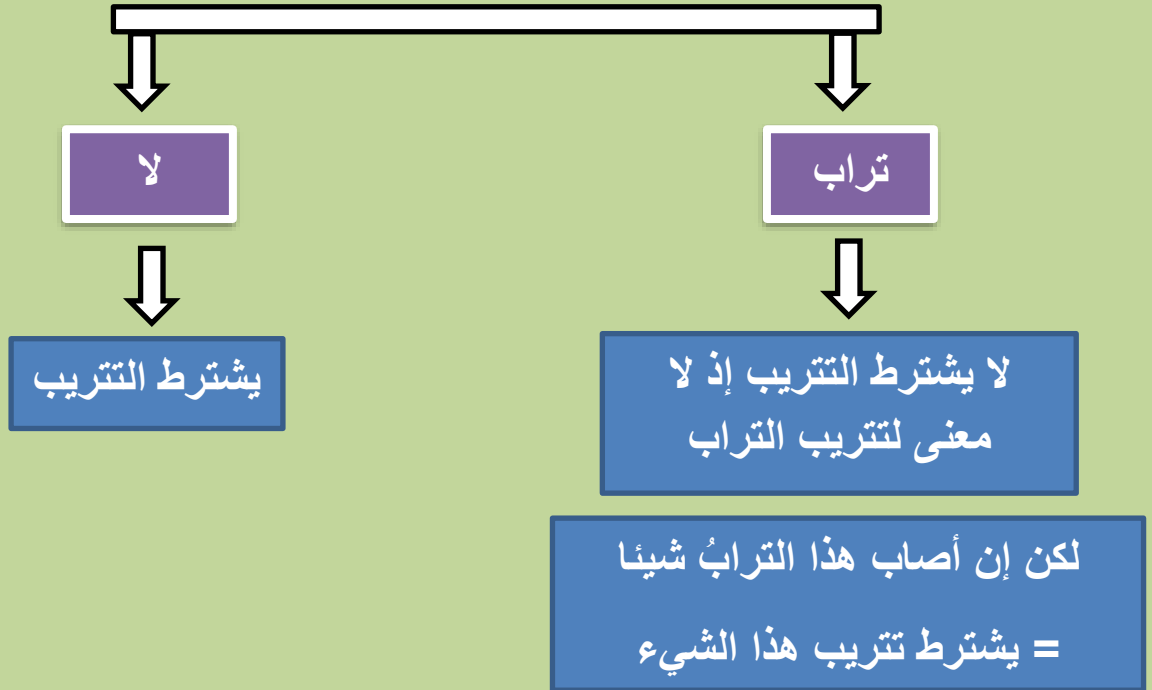 تراب
لا
لا يشترط التتريب إذ لا
معنى لتتريب التراب
يشترط التتريب
لكن إن أصاب هذا الترابُ شيئا
= يشترط تتريب هذا الشيء